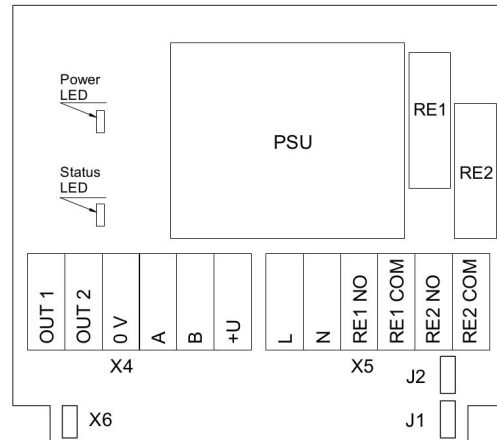 Power
LED
PSU
RE1
RE2
Status
LED
OUT 1
OUT 2
0 V
A
B
+U
L
N
RE1 NO
RE1 COM
RE2 NO
RE2 COM
X4
X5
J2
X6
J1